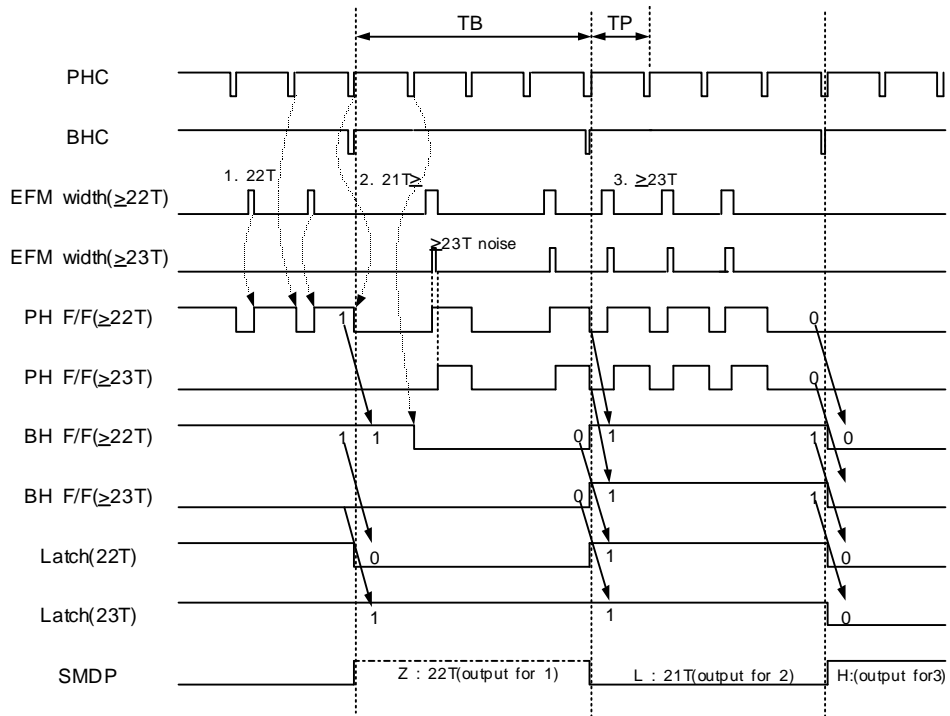 TB TP
PHC
BHC
1. 22T 2. 21T≥ 3. ≥23T
EFM width(≥22T)
≥23T noise
EFM width(≥23T)
PH F/F(≥22T) 1 0
PH F/F(≥23T) 0
BH F/F(≥22T) 1 1 0 1 1 0
BH F/F(≥23T) 0 1 1
Latch(22T) 0 1 0
Latch(23T) 1 1 0
SMDP Z : 22T(output for 1) L : 21T(output for 2) H:(output for3)